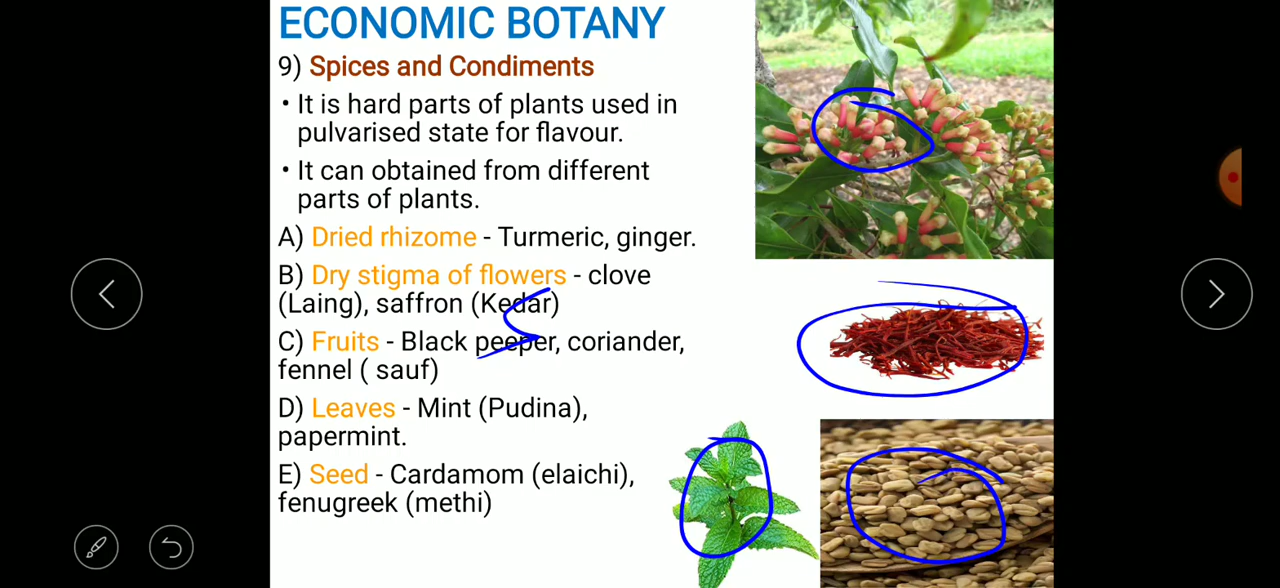 ECONOMIC BOTANY
9) Spices and Condiments
• It is hard parts of plants used in
pulvarised state for flavour.
• It can obtained from different
parts of plants.
A) Dried rhizome - Turmeric, ginger.
B) Dry stigma of flowers - clove
(Laing), saffron (Kedar)
C) Fruits - Black peeper, coriander,
fennel ( sauf)
D) Leaves - Mint (Pudina),
papermint.
E) Seed - Cardamom (elaichi),
fenugreek (methi)